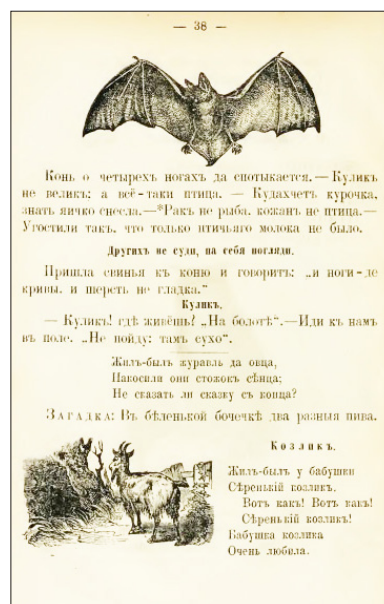 — 38 —
Конь о четырехъ ногахъ да спотыкается. — Куликъ
не великъ; а всё-таки птица. — Кудахчетъ курочка,
знать яичко снесла.—*Ракъ не рыба, кожанъ не птица.—
Угостили такъ, что только птичьяго молока не было.
Другихъ не суди, на себя погляди.
Пришла свинья къ коню и говоритъ: „и ноги-де
кривы, и шерсть не гладка.“
Куликъ.
— Куликъ! гдѣ живёшь? „На болотѣ“.—Иди къ намъ
въ поле. „Не пойду: тамъ сухо“.
Жилъ-былъ журавль да овца,
Накосили они стожокъ сѣнца;
Не сказать ли сказку съ конца?
Загадка: Въ бѣленькой бочечкѣ два разныя пива.
Козликъ.
Жилъ-былъ у бабушки
Сѣренькій козликъ,
Вотъ какъ! Вотъ какъ!
Сѣренькій козликъ!
Бабушка козлика
Очень любила.